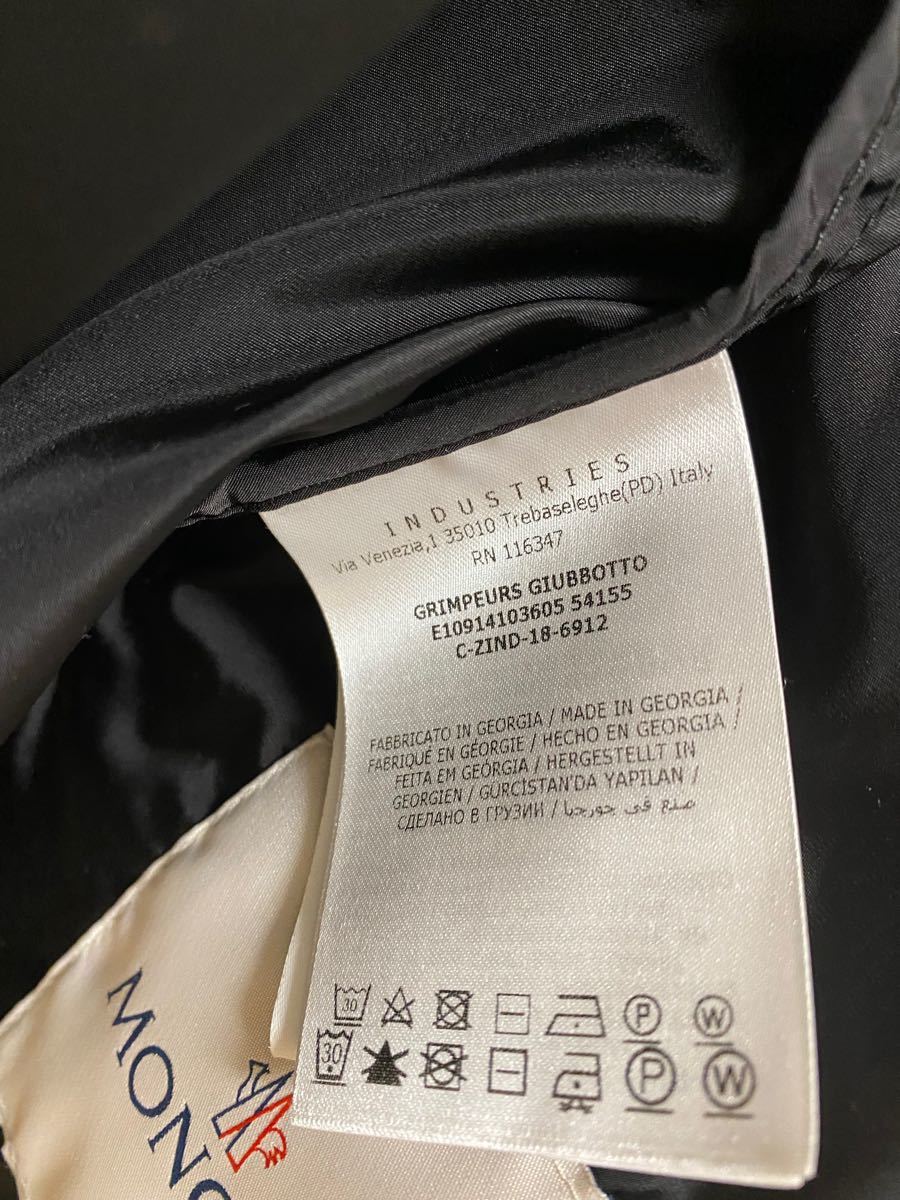 INDUSTRIES
Via Venezia,1 35010 Trebaseleghe(PD) Italy
RN 116347
GRIMPEURS GIUBBOTTO
E10914103605 54155
C-ZIND-18-6912
FABBRICATO IN GEORGIA / MADE IN GEORGIA /
FABRIQUÉ EN GÉORGIE / HECHO EN GEORGIA /
FEITA EM GEÓRGIA / HERGESTELLT IN
GEORGIEN / GÜRCİSTAN'DA YAPILAN /
СДЕЛАНО В ГРУЗИИ / صنع في جورجيا
30 P W
30 P W
MONC